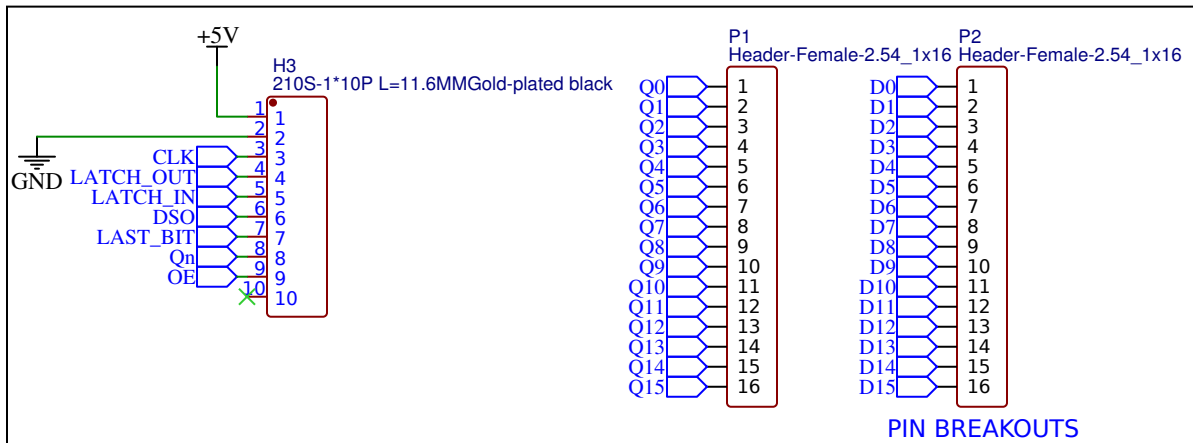 +5V
H3
210S-1*10P L=11.6MMGold-plated black
1 1
2 2
GND
CLK 3 3
LATCH_OUT 4 4
LATCH_IN 5 5
DSO 6 6
LAST_BIT 7 7
Qn 8 8
OE 9 9
10 10
P1
Header-Female-2.54_1x16
Q0 1
Q1 2
Q2 3
Q3 4
Q4 5
Q5 6
Q6 7
Q7 8
Q8 9
Q9 10
Q10 11
Q11 12
Q12 13
Q13 14
Q14 15
Q15 16
P2
Header-Female-2.54_1x16
D0 1
D1 2
D2 3
D3 4
D4 5
D5 6
D6 7
D7 8
D8 9
D9 10
D10 11
D11 12
D12 13
D13 14
D14 15
D15 16
PIN BREAKOUTS